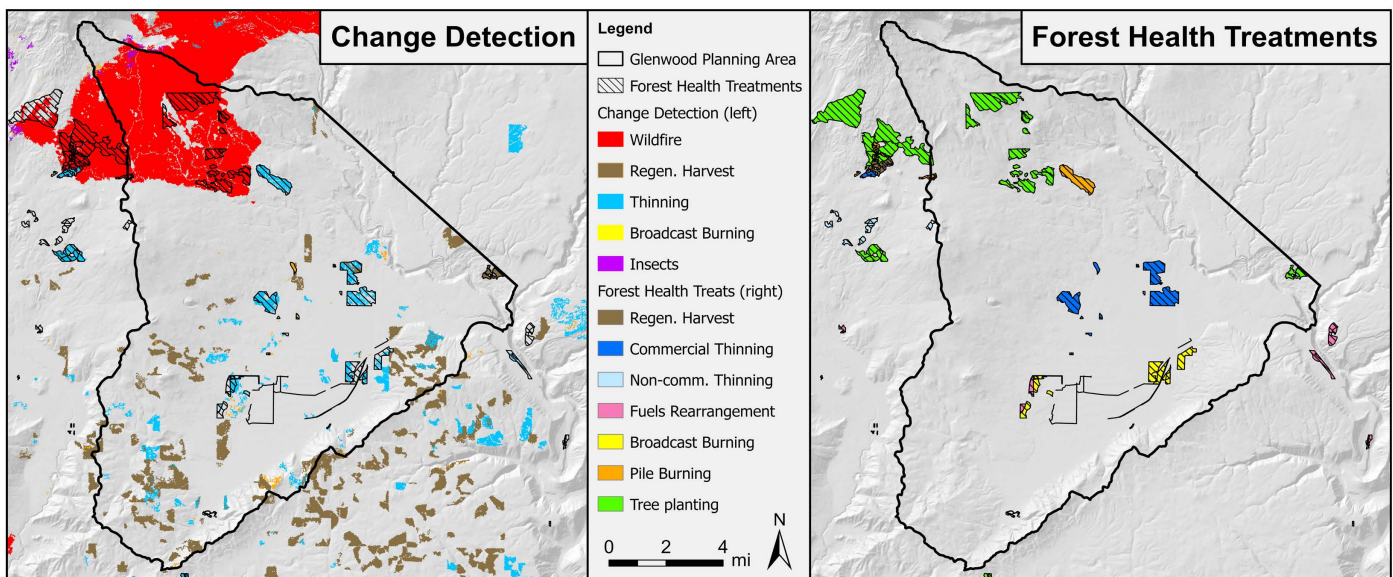 Change Detection
Legend
Glenwood Planning Area
Forest Health Treatments
Change Detection (left)
Wildfire
Regen. Harvest
Thinning
Broadcast Burning
Insects
Forest Health Treats (right)
Regen. Harvest
Commercial Thinning
Non-comm. Thinning
Fuels Rearrangement
Broadcast Burning
Pile Burning
Tree planting
N
0 2 4
mi
Forest Health Treatments